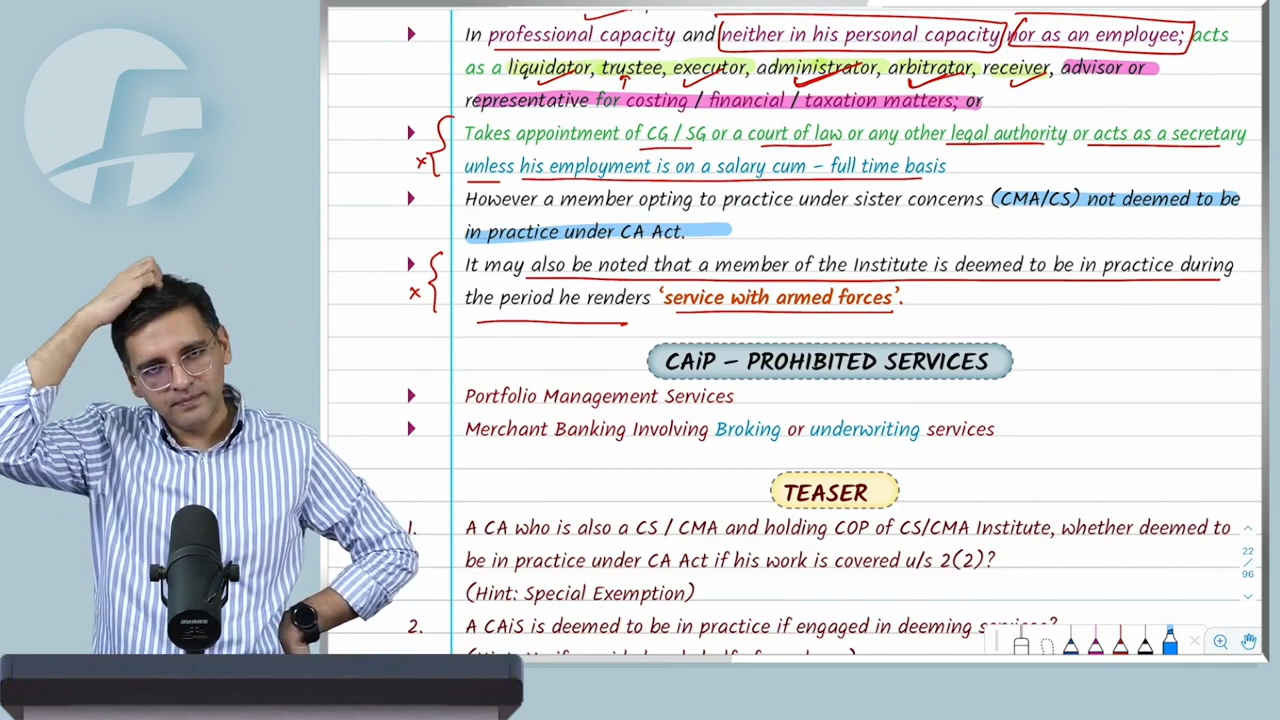 In professional capacity and neither in his personal capacity nor as an employee; acts
as a liquidator, trustee, executor, administrator, arbitrator, receiver, advisor or
representative for costing / financial / taxation matters; or
Takes appointment of CG / SG or a court of law or any other legal authority or acts as a secretary
unless his employment is on a salary cum – full time basis
However a member opting to practice under sister concerns (CMA/CS) not deemed to be
in practice under CA Act.
It may also be noted that a member of the Institute is deemed to be in practice during
the period he renders ‘service with armed forces’.
CAiP – PROHIBITED SERVICES
Portfolio Management Services
Merchant Banking Involving Broking or underwriting services
TEASER
1. A CA who is also a CS / CMA and holding COP of CS/CMA Institute, whether deemed to
be in practice under CA Act if his work is covered u/s 2(2)?
(Hint: Special Exemption)
2. A CAiS is deemed to be in practice if engaged in deeming services?
22
96
SHURE